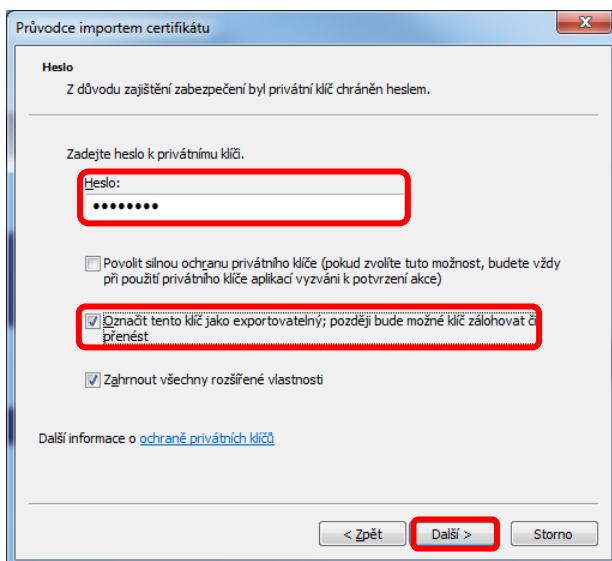 Průvodce importem certifikátu
Heslo
Z důvodu zajištění zabezpečení byl privátní klíč chráněn heslem.
Zadejte heslo k privátnímu klíči.
Heslo:
••••••••
Povolit silnou ochranu privátního klíče (pokud zvolíte tuto možnost, budete vždy
při použití privátního klíče aplikací vyzváni k potvrzení akce)
Označit tento klíč jako exportovatelný; později bude možné klíč zálohovat či
přenést
Zahrnout všechny rozšířené vlastnosti
Další informace o ochraně privátních klíčů
< Zpět Další > Storno